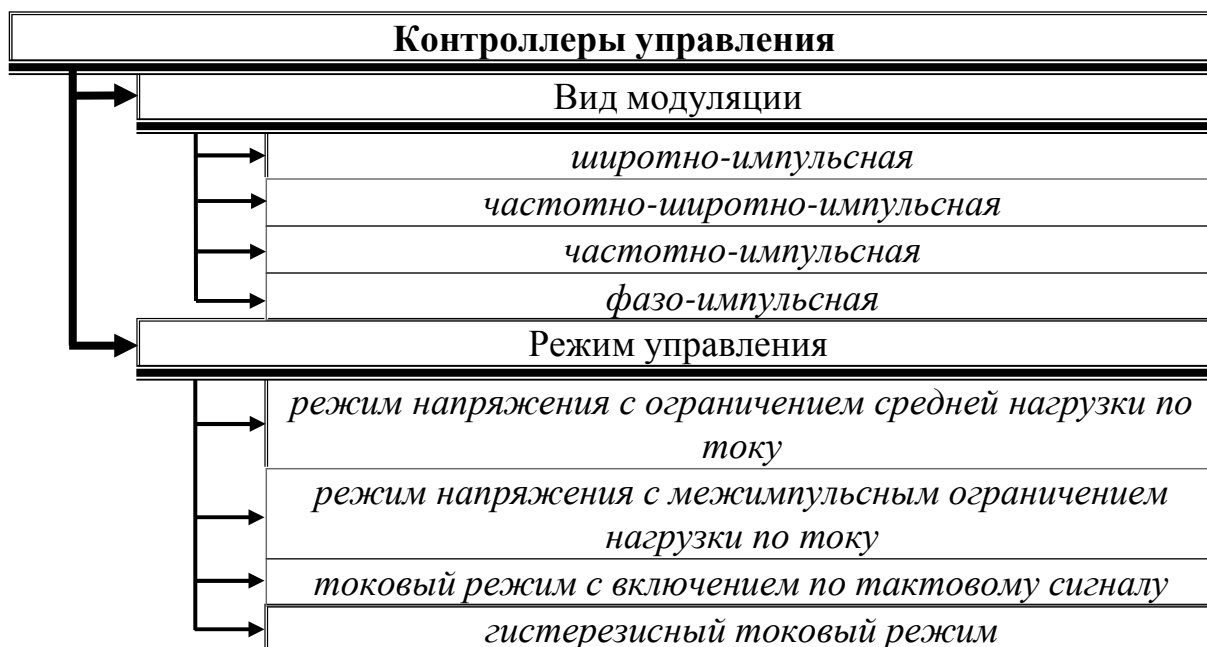 Контроллеры управления
Вид модуляции
широтно-импульсная
частотно-широтно-импульсная
частотно-импульсная
фазо-импульсная
Режим управления
режим напряжения с ограничением средней нагрузки по
току
режим напряжения с межимпульсным ограничением
нагрузки по току
токовый режим с включением по тактовому сигналу
гистерезисный токовый режим